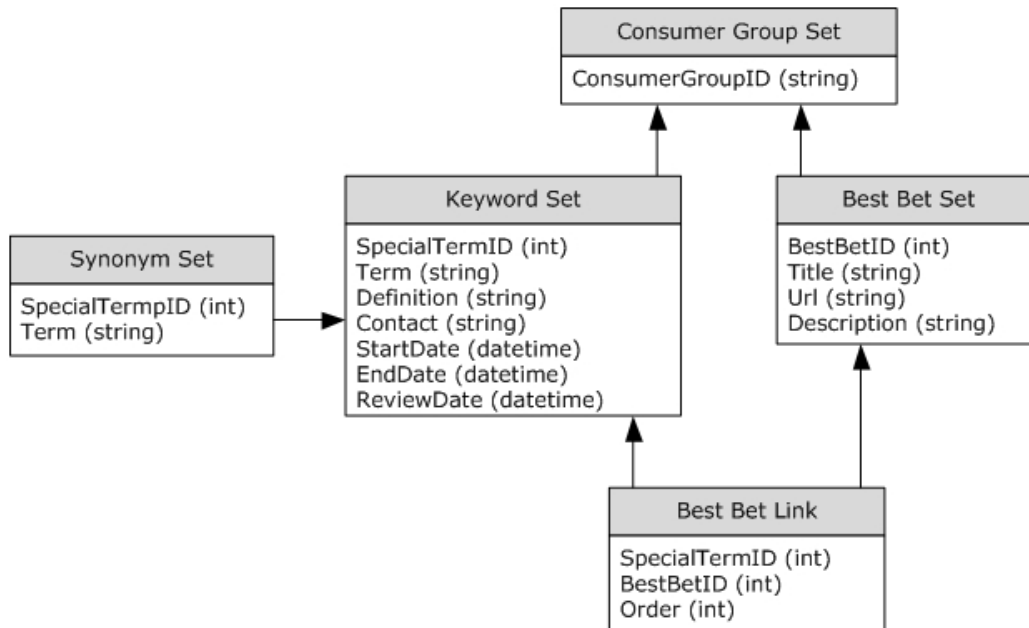 Consumer Group Set
ConsumerGroupID (string)
Keyword Set
SpecialTermID (int)
Term (string)
Definition (string)
Contact (string)
StartDate (datetime)
EndDate (datetime)
ReviewDate (datetime)
Best Bet Set
BestBetID (int)
Title (string)
Url (string)
Description (string)
Synonym Set
SpecialTermpID (int)
Term (string)
Best Bet Link
SpecialTermID (int)
BestBetID (int)
Order (int)